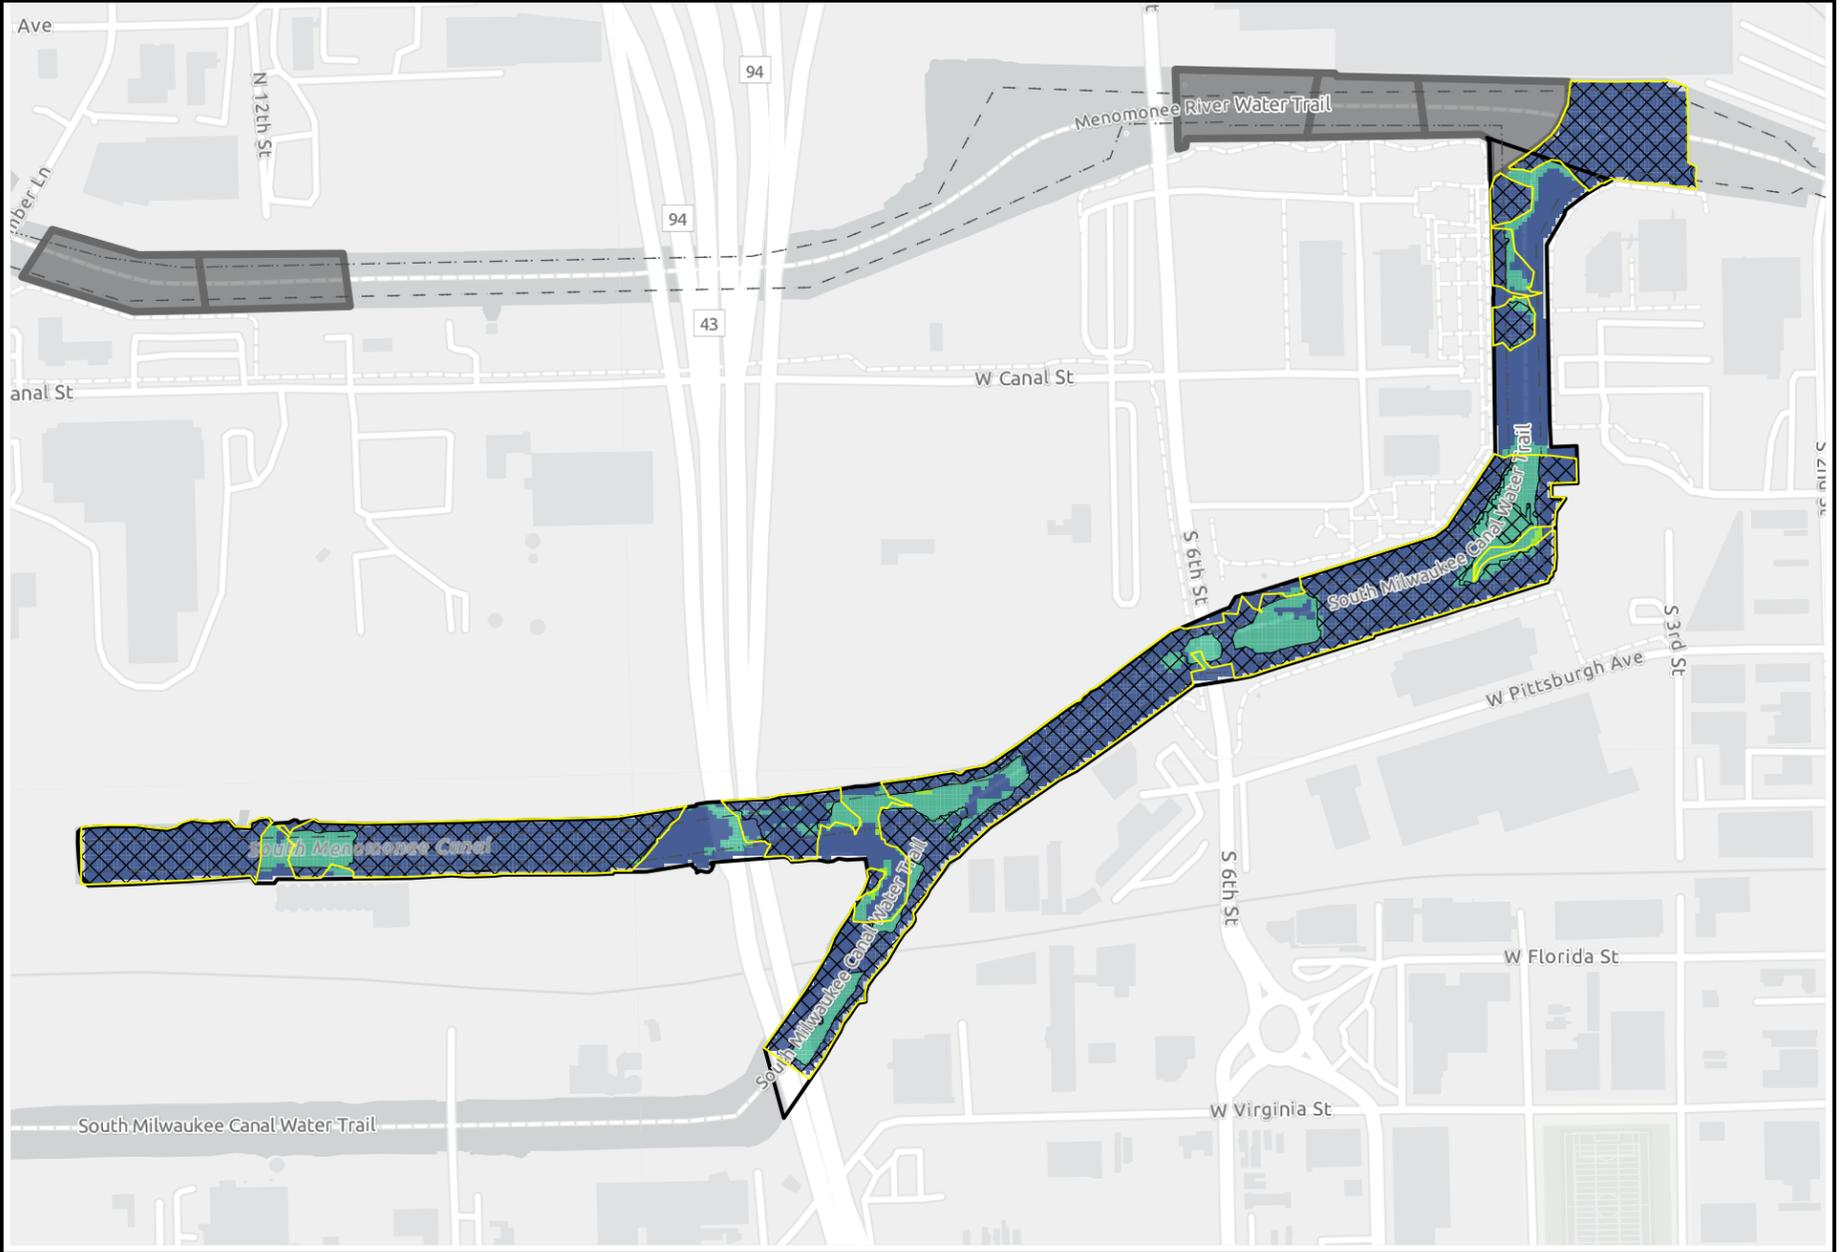 Ave
94
N 12th St
Menomonee River Water Trail
mber Ln
94
43
W Canal St
anal St
South Milwaukee Canal Water Trail
S 6th St
South Milwaukee Canal Water Trail
S 3rd St
W Pittsburgh Ave
South Menomonee Canal
South Milwaukee Canal Water Trail
S 6th St
W Florida St
W Virginia St
South Milwaukee Canal Water Trail